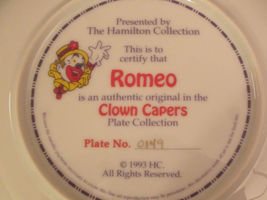 Presented by
The Hamilton Collection
This is to
certify that
Romeo
is an authentic original in the
Clown Capers
Plate Collection
Plate No. 0149
© 1993 HC.
All Rights Reserved.